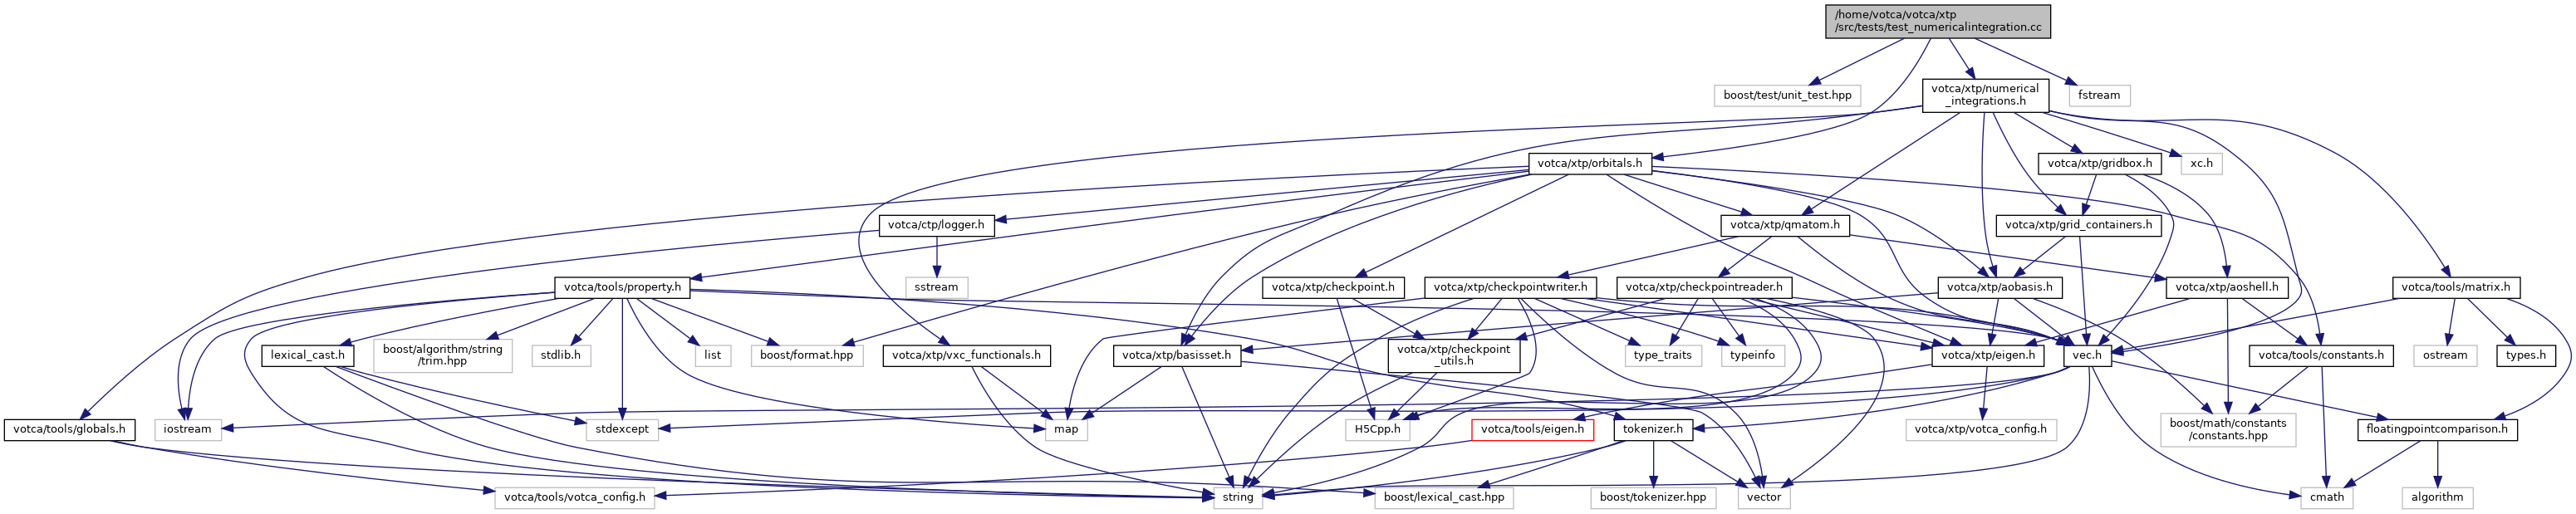 /home/votca/votca/xtp
/src/tests/test_numericalintegration.cc
boost/test/unit_test.hpp
votca/xtp/numerical
_integrations.h
fstream
votca/xtp/orbitals.h
votca/xtp/gridbox.h
xc.h
votca/ctp/logger.h
votca/xtp/qmatom.h
votca/xtp/grid_containers.h
sstream
votca/tools/property.h
votca/xtp/checkpoint.h
votca/xtp/checkpointwriter.h
votca/xtp/checkpointreader.h
votca/xtp/aobasis.h
votca/xtp/aoshell.h
votca/tools/matrix.h
lexical_cast.h
boost/algorithm/string
/trim.hpp
stdlib.h
list
boost/format.hpp
votca/xtp/vxc_functionals.h
votca/xtp/basisset.h
votca/xtp/checkpoint
_utils.h
type_traits
typeinfo
votca/xtp/eigen.h
vec.h
votca/tools/constants.h
ostream
types.h
votca/tools/globals.h
iostream
stdexcept
map
H5Cpp.h
votca/tools/eigen.h
tokenizer.h
votca/xtp/votca_config.h
boost/math/constants
/constants.hpp
floatingpointcomparison.h
votca/tools/votca_config.h
string
boost/lexical_cast.hpp
boost/tokenizer.hpp
vector
cmath
algorithm